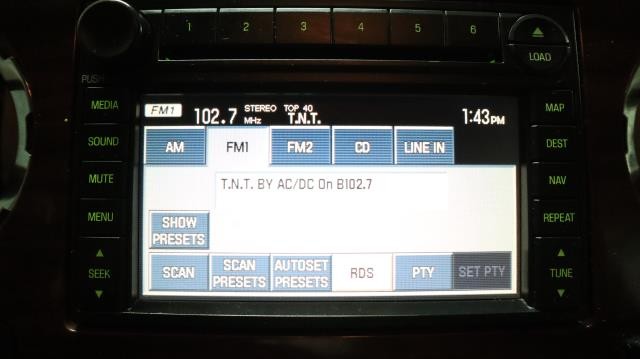 1 2 3 4 5 6
LOAD
PUSH
MEDIA
SOUND
MUTE
MENU
SEEK
FM1 102.7 MHz STEREO TOP 40 T.N.T. 1:43PM
AM FM1 FM2 CD LINE IN
T.N.T. BY AC/DC On B102.7
SHOW PRESETS
SCAN SCAN PRESETS AUTOSET PRESETS RDS PTY SET PTY
MAP
DEST
NAV
REPEAT
TUNE